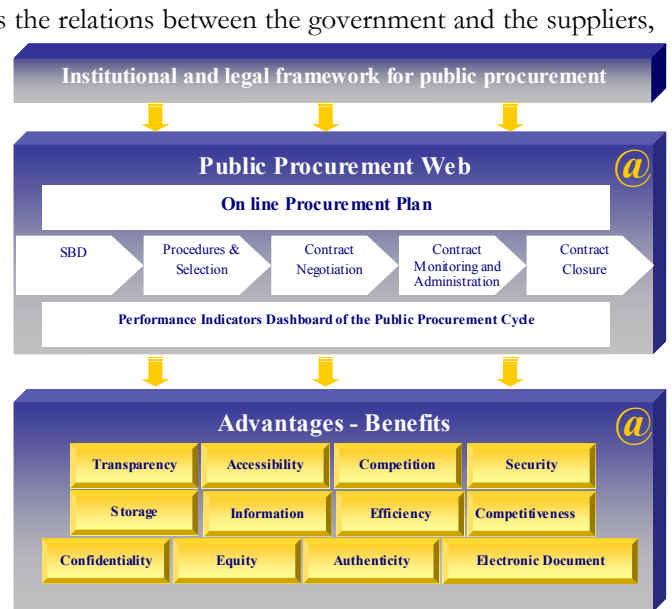 s the relations between the government and the suppliers,
Institutional and legal framework for public procurement
Public Procurement Web @
On line Procurement Plan
SBD
Procedures &
Selection
Contract
Negotiation
Contract
Monitoring and
Administration
Contract
Closure
Performance Indicators Dashboard of the Public Procurement Cycle
Advantages - Benefits @
Transparency Accessibility Competition Security
Storage Information Efficiency Competitiveness
Confidentiality Equity Authenticity Electronic Document